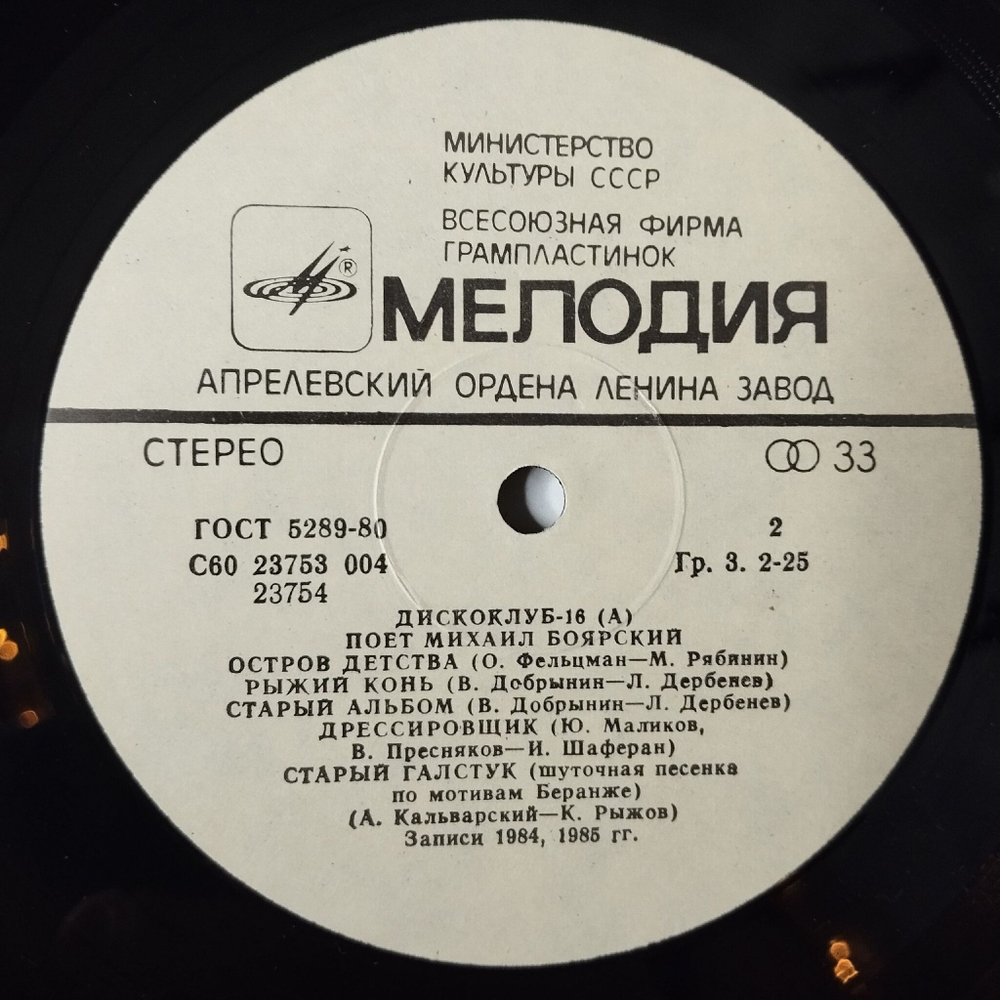 МИНИСТЕРСТВО
КУЛЬТУРЫ СССР
ВСЕСОЮЗНАЯ ФИРМА
ГРАМПЛАСТИНОК
®
МЕЛОДИЯ
АПРЕЛЕВСКИЙ ОРДЕНА ЛЕНИНА ЗАВОД
СТЕРЕО 33
ГОСТ 5289-80 2
С60 23753 004 Гр. 3. 2-25
23754
ДИСКОКЛУБ-16 (А)
ПОЕТ МИХАИЛ БОЯРСКИЙ
ОСТРОВ ДЕТСТВА (О. Фельцман—М. Рябинин)
РЫЖИЙ КОНЬ (В. Добрынин—Л. Дербенев)
СТАРЫЙ АЛЬБОМ (В. Добрынин—Л. Дербенев)
ДРЕССИРОВЩИК (Ю. Маликов,
В. Пресняков—И. Шаферан)
СТАРЫЙ ГАЛСТУК (шуточная песенка
по мотивам Беранже)
(А. Кальварский—К. Рыжов)
Записи 1984, 1985 гг.